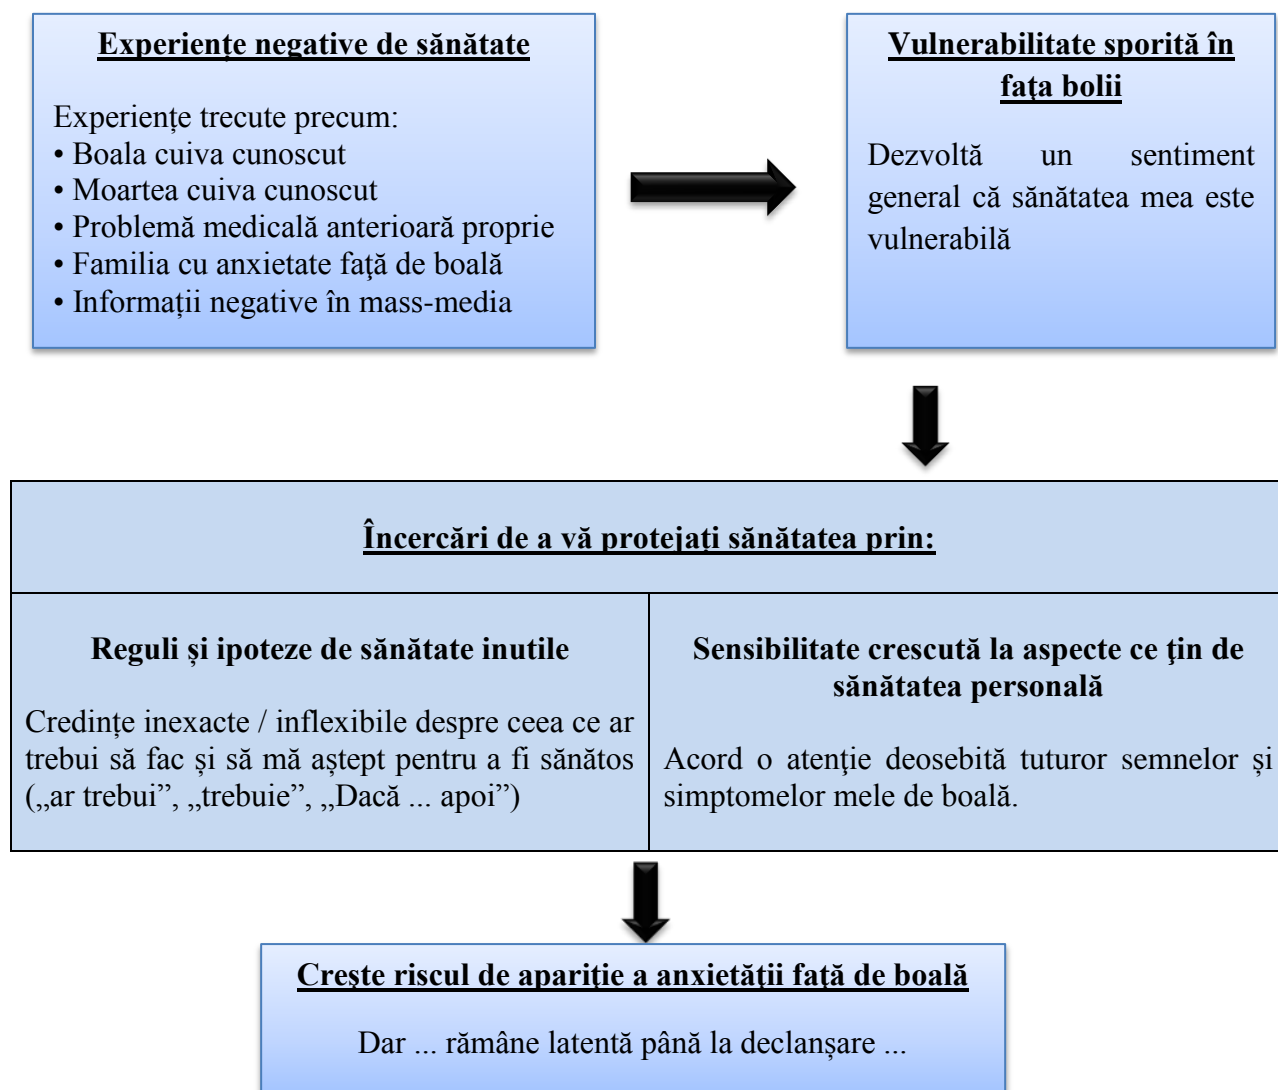 Experiențe negative de sănătate
Experiențe trecute precum:
• Boala cuiva cunoscut
• Moartea cuiva cunoscut
• Problemă medicală anterioară proprie
• Familia cu anxietate faţă de boală
• Informații negative în mass-media
Vulnerabilitate sporită în
faţa bolii
Dezvoltă un sentiment
general că sănătatea mea este
vulnerabilă
Încercări de a vă protejați sănătatea prin:
Reguli și ipoteze de sănătate inutile
Credințe inexacte / inflexibile despre ceea ce ar
trebui să fac și să mă aștept pentru a fi sănătos
(„ar trebui”, „trebuie”, „Dacă ... apoi”)
Sensibilitate crescută la aspecte ce ţin de
sănătatea personală
Acord o atenţie deosebită tuturor semnelor și
simptomelor mele de boală.
Creşte riscul de apariţie a anxietăţii faţă de boală
Dar ... rămâne latentă până la declanșare ...